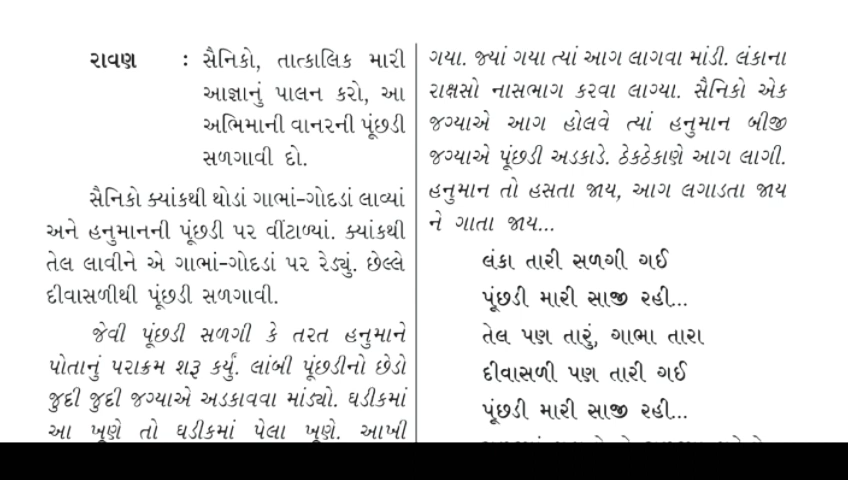 રાવણ : સૈનિકો, તાત્કાલિક મારી
આજ્ઞાનું પાલન કરો, આ
અભિમાની વાનરની પૂંછડી
સળગાવી દો.
સૈનિકો ક્યાંકથી થોડાં ગાભાં-ગોદડાં લાવ્યાં
અને હનુમાનની પૂંછડી પર વીંટાળ્યાં. ક્યાંકથી
તેલ લાવીને એ ગાભાં-ગોદડાં પર રેડ્યું. છેલ્લે
દીવાસળીથી પૂંછડી સળગાવી.
જેવી પૂંછડી સળગી કે તરત હનુમાને
પોતાનું પરાક્રમ શરૂ કર્યું. લાંબી પૂંછડીનો છેડો
જુદી જુદી જગ્યાએ અડકાવવા માંડ્યો. ઘડીકમાં
આ ખૂણે તો ઘડીકમાં પેલા ખૂણે. આખી
ગયા. જ્યાં ગયા ત્યાં આગ લાગવા માંડી. લંકાના
રાક્ષસો નાસભાગ કરવા લાગ્યા. સૈનિકો એક
જગ્યાએ આગ હોલવે ત્યાં હનુમાન બીજી
જગ્યાએ પૂંછડી અડકાડે. ઠેકઠેકાણે આગ લાગી.
હનુમાન તો હસતા જાય, આગ લગાડતા જાય
ને ગાતા જાય...
લંકા તારી સળગી ગઈ
પૂંછડી મારી સાજી રહી...
તેલ પણ તારું, ગાભા તારા
દીવાસળી પણ તારી ગઈ
પૂંછડી મારી સાજી રહી...